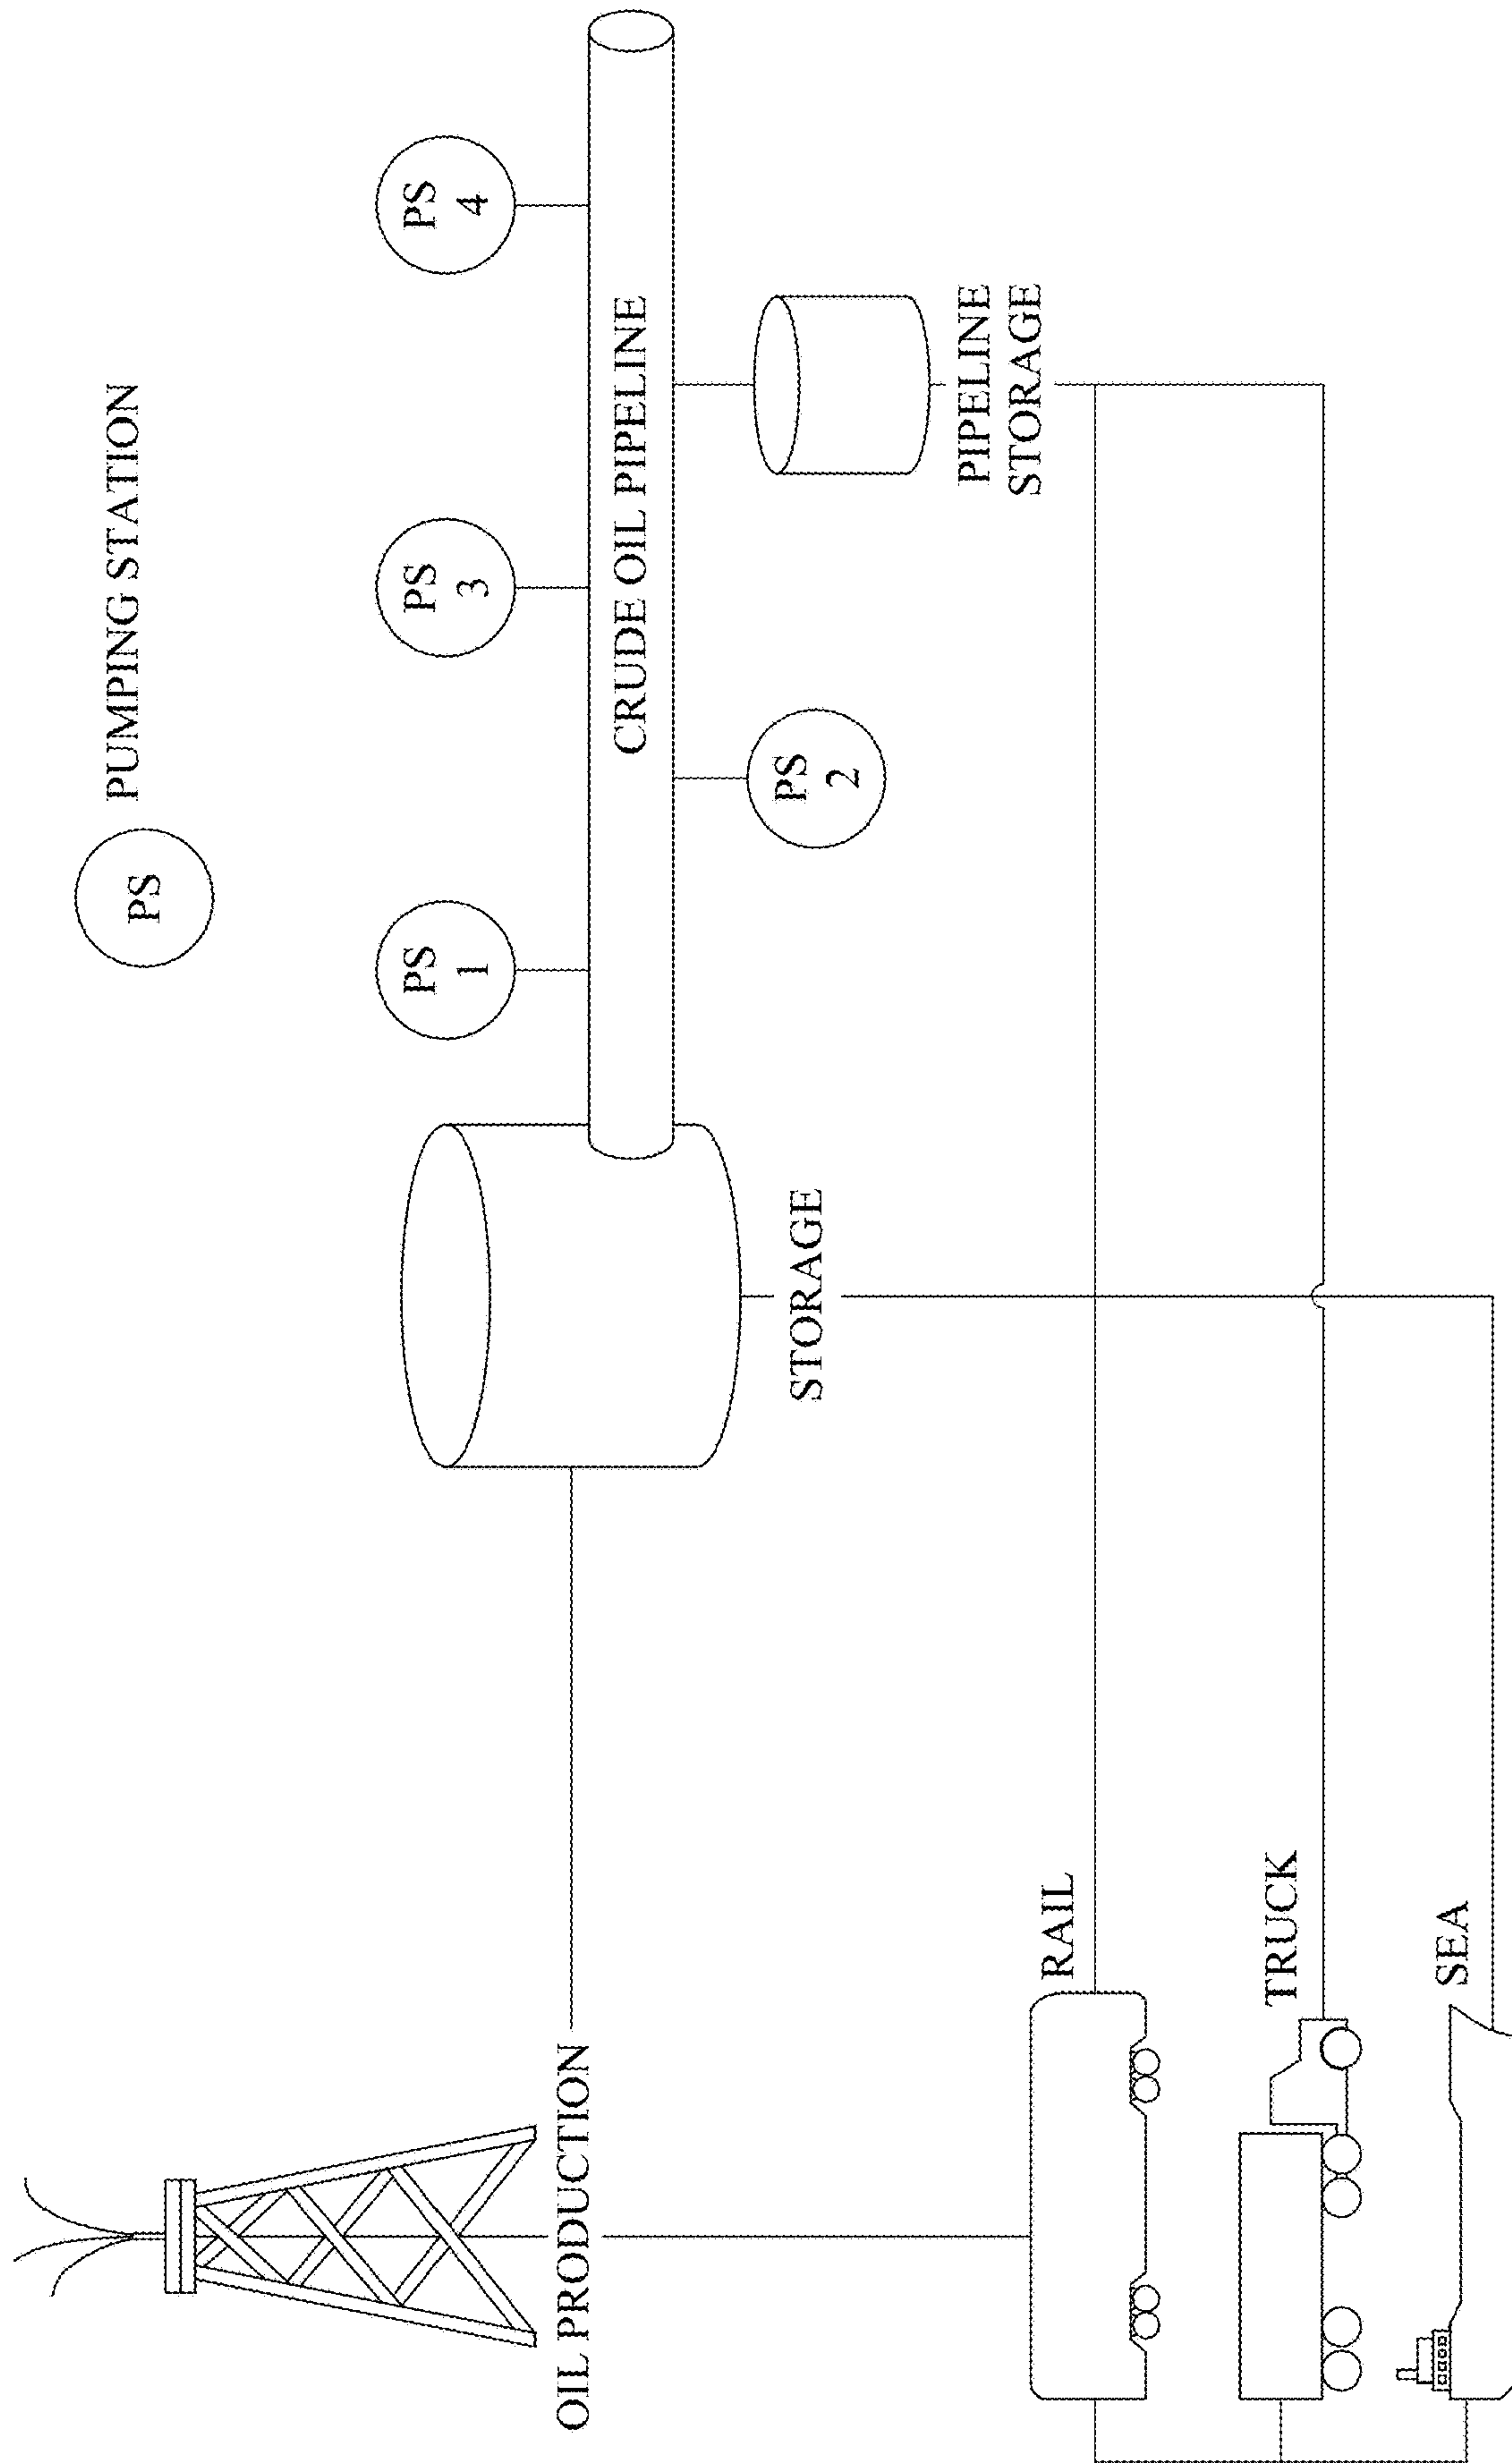 PS
PUMPING STATION
PS
1
PS
3
PS
4
CRUDE OIL PIPELINE
PS
2
PIPELINE
STORAGE
STORAGE
OIL PRODUCTION
RAIL
TRUCK
SEA